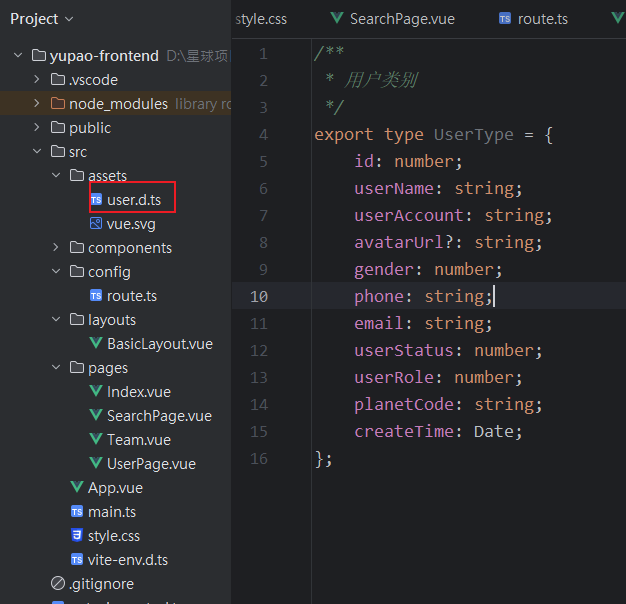 Project
style.css
SearchPage.vue
route.ts
yupao-frontend D:\星球项
.vscode
node_modules library ro
public
src
assets
user.d.ts
vue.svg
components
config
route.ts
layouts
BasicLayout.vue
pages
Index.vue
SearchPage.vue
Team.vue
UserPage.vue
App.vue
main.ts
style.css
vite-env.d.ts
.gitignore
1 /**
2 * 用户类别
3 */
4 export type UserType = {
5 id: number;
6 userName: string;
7 userAccount: string;
8 avatarUrl?: string;
9 gender: number;
10 phone: string;
11 email: string;
12 userStatus: number;
13 userRole: number;
14 planetCode: string;
15 createTime: Date;
16 };